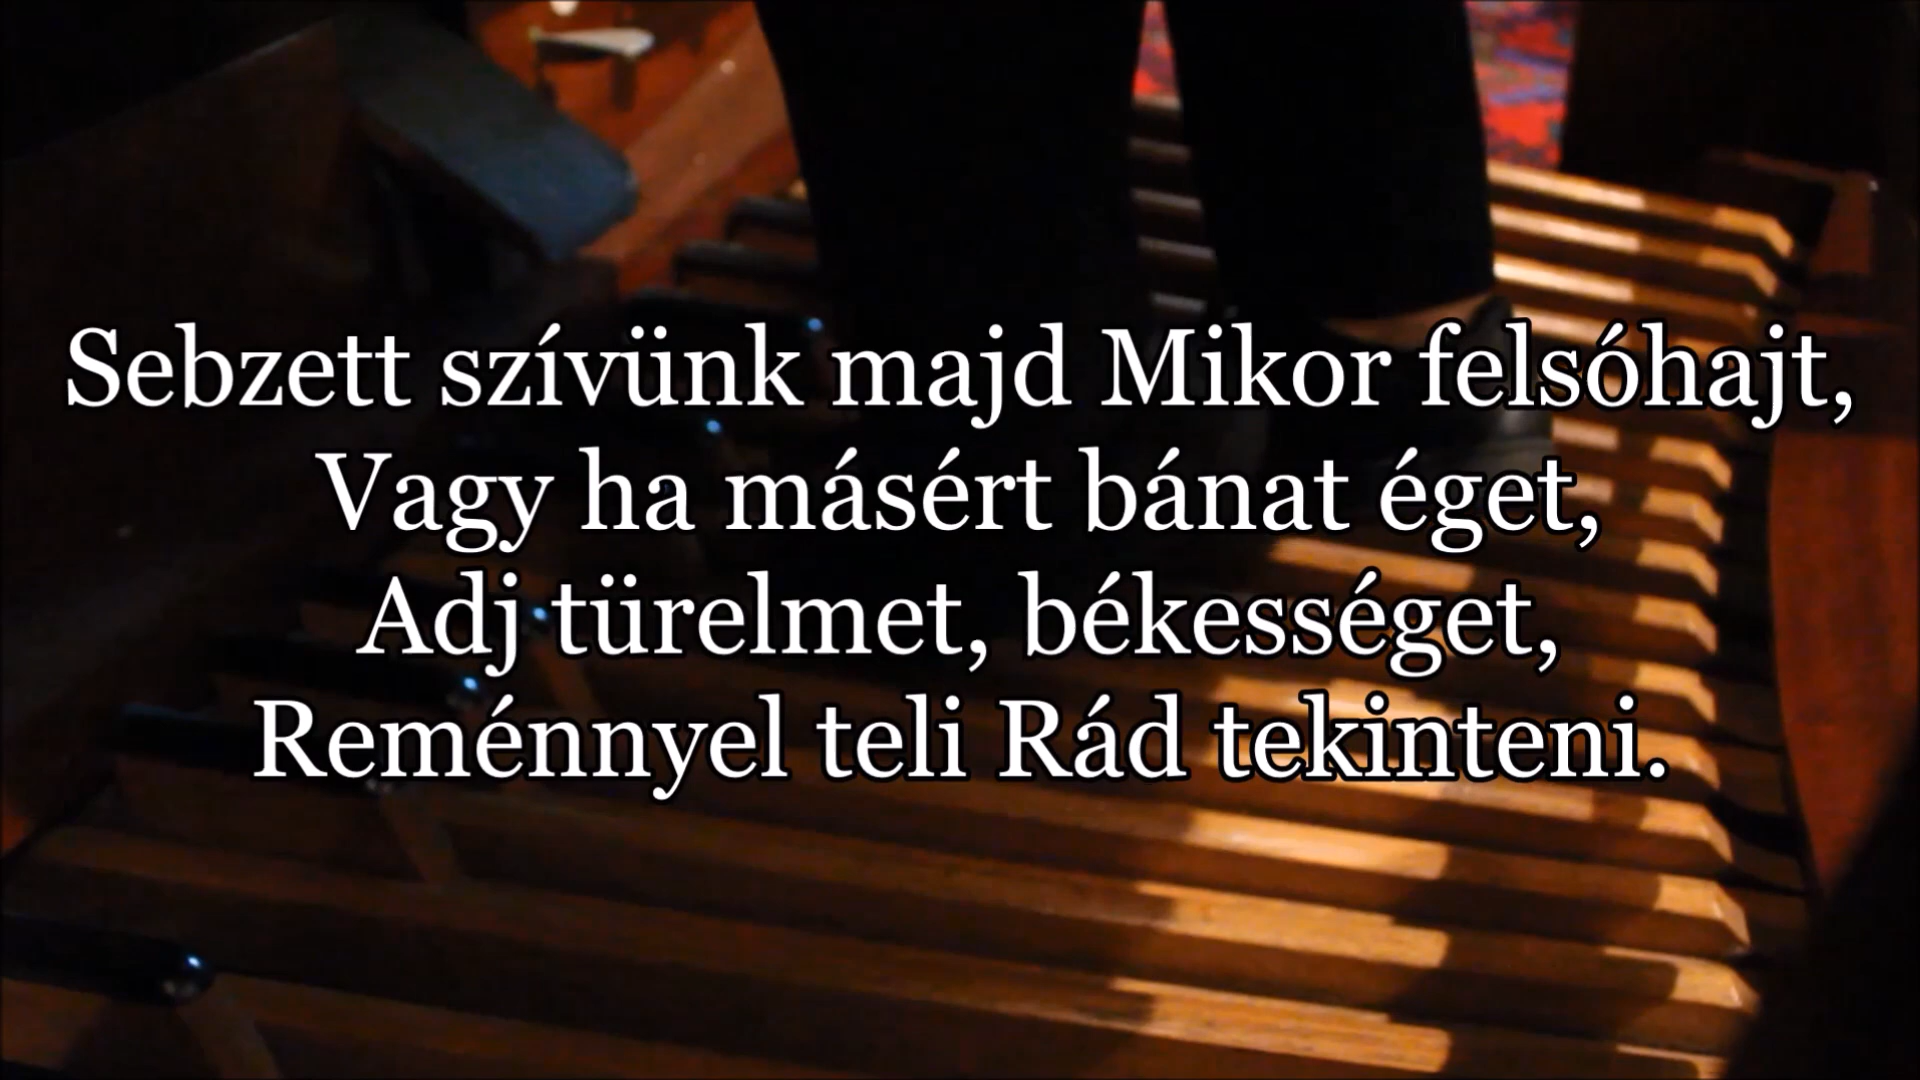 Sebzett szívünk majd Mikor felsóhajt,
Vagy ha másért bánat éget,
Adj türelmet, békességet,
Reménnyel teli Rád tekinteni.